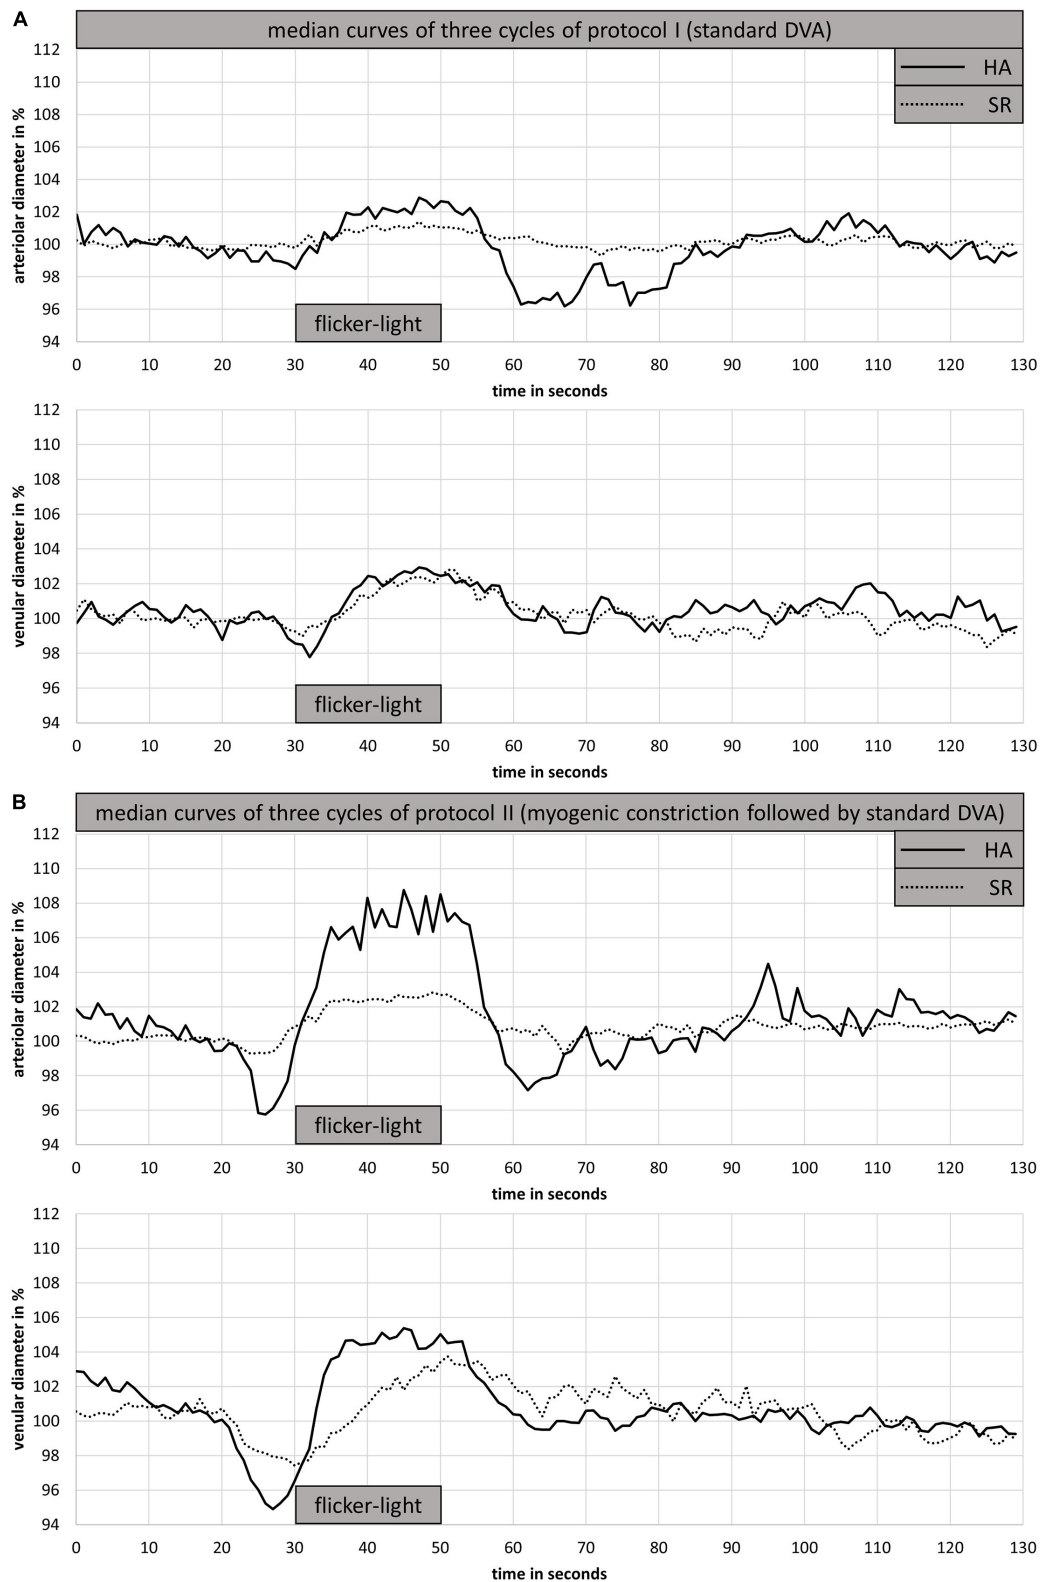 A
median curves of three cycles of protocol I (standard DVA)
HA
SR
arteriolar diameter in %
112
110
108
106
104
102
100
98
96
94
flicker-light
0 10 20 30 40 50 60 70 80 90 100 110 120 130
time in seconds
venular diameter in %
112
110
108
106
104
102
100
98
96
94
flicker-light
0 10 20 30 40 50 60 70 80 90 100 110 120 130
time in seconds
B
median curves of three cycles of protocol II (myogenic constriction followed by standard DVA)
HA
SR
arteriolar diameter in %
112
110
108
106
104
102
100
98
96
94
flicker-light
0 10 20 30 40 50 60 70 80 90 100 110 120 130
time in seconds
venular diameter in %
112
110
108
106
104
102
100
98
96
94
flicker-light
0 10 20 30 40 50 60 70 80 90 100 110 120 130
time in seconds